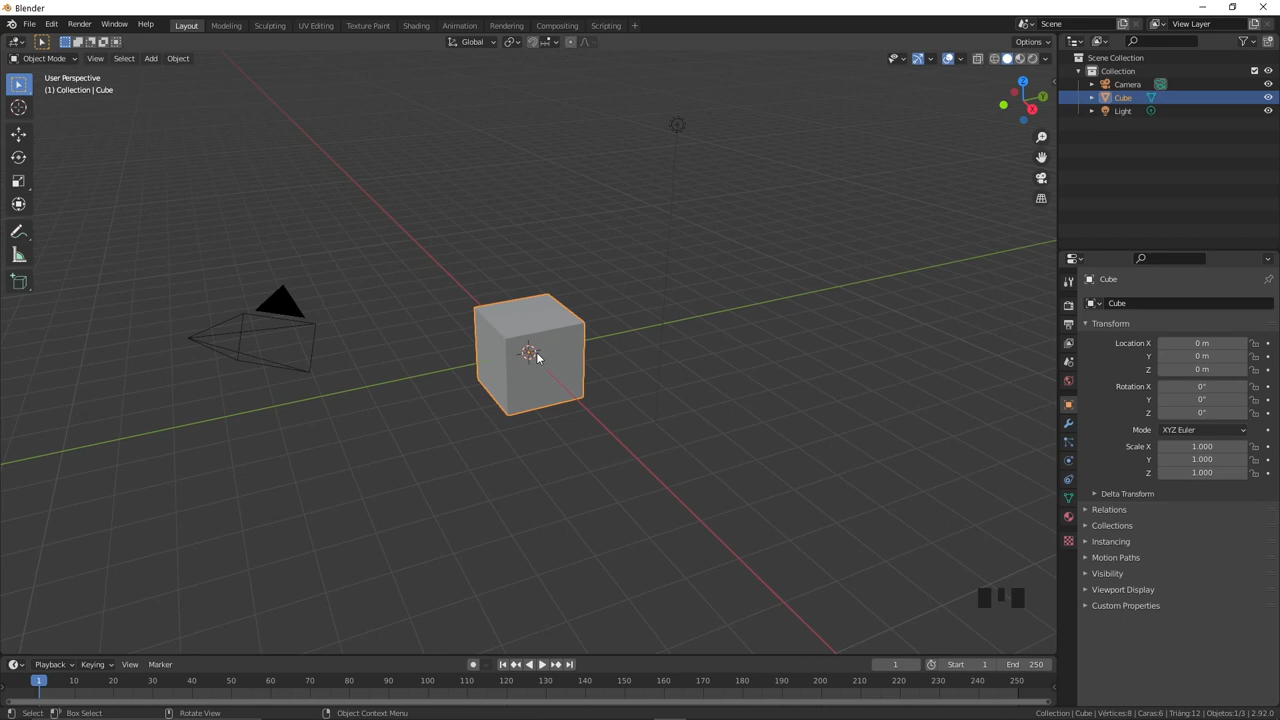 Blender
File Edit Render Window Help Layout Modeling Sculpting UV Editing Texture Paint Shading Animation Rendering Compositing Scripting + Scene View Layer
Global Options
Object Mode View Select Add Object
User Perspective
(1) Collection | Cube
Z
Y
X
Scene Collection
Collection
Camera
Cube
Light
Cube
Cube
Transform
Location X 0 m
Y 0 m
Z 0 m
Rotation X 0°
Y 0°
Z 0°
Mode XYZ Euler
Scale X 1.000
Y 1.000
Z 1.000
Delta Transform
Relations
Collections
Instancing
Motion Paths
Visibility
Viewport Display
Custom Properties
Playback Keying View Marker 1 Start 1 End 250
1 10 20 30 40 50 60 70 80 90 100 110 120 130 140 150 160 170 180 190 200 210 220 230 240 250
Select Box Select Rotate View Object Context Menu Collection | Cube | Vértices:8 | Caras:6 | Triáng:12 | Objetos:1/3 | 2.92.0